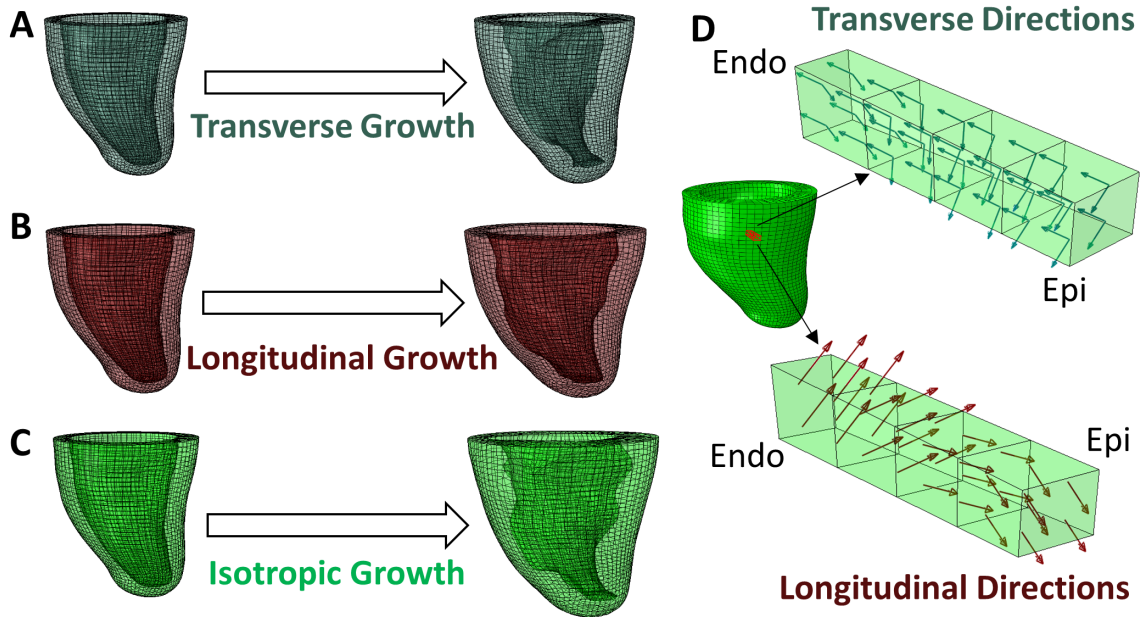 A
Transverse Growth
B
Longitudinal Growth
C
Isotropic Growth
D
Transverse Directions
Endo
Epi
Endo
Epi
Longitudinal Directions